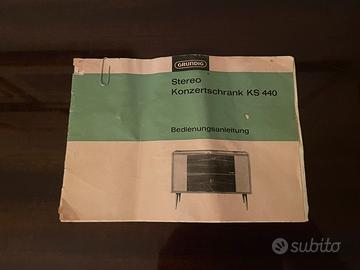 GRUNDIG
Stereo
Konzertschrank KS 440
Bedienungsanleitung
subito